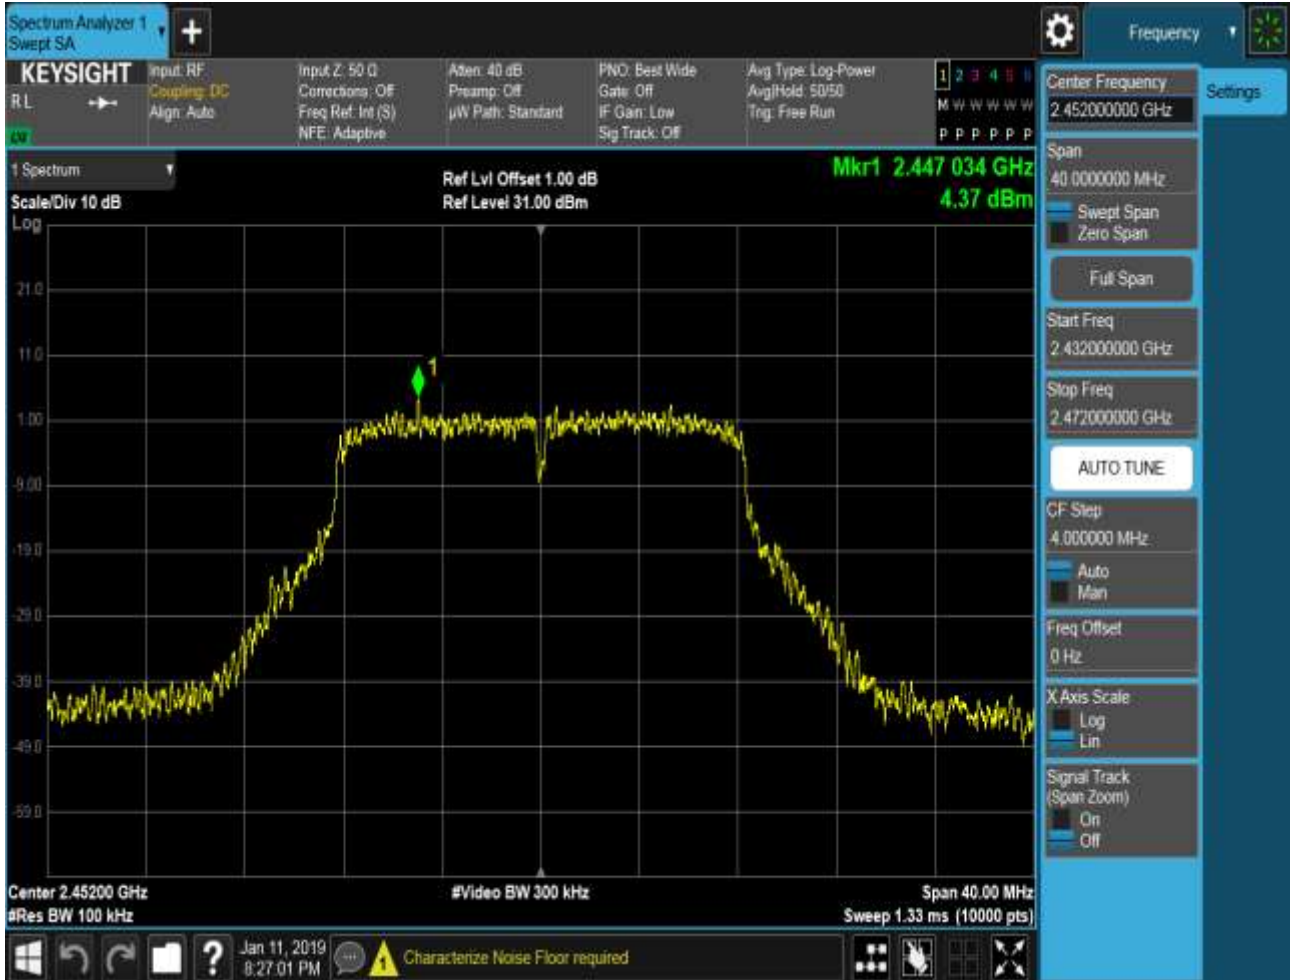 Spectrum Analyzer 1
Swept SA
+
Frequency
KEYSIGHT
RL
LXI
Input: RF
Coupling: DC
Align: Auto
Input Z: 50 Ω
Corrections: Off
Freq Ref: Int (S)
NFE: Adaptive
Atten: 40 dB
Preamp: Off
µW Path: Standard
PNO: Best Wide
Gate: Off
IF Gain: Low
Sig Track: Off
Avg Type: Log-Power
Avg|Hold: 50/50
Trig: Free Run
1 2 3 4 5 6
M W W W W W
P P P P P P
1 Spectrum
Scale/Div 10 dB
Log
Ref Lvl Offset 1.00 dB
Ref Level 31.00 dBm
Mkr1 2.447 034 GHz
4.37 dBm
21.0
11.0
1.00
-9.00
-19.0
-29.0
-39.0
-49.0
-59.0
1
Center 2.45200 GHz
#Res BW 100 kHz
#Video BW 300 kHz
Span 40.00 MHz
Sweep 1.33 ms (10000 pts)
Center Frequency
2.452000000 GHz
Settings
Span
40.0000000 MHz
Swept Span
Zero Span
Full Span
Start Freq
2.432000000 GHz
Stop Freq
2.472000000 GHz
AUTO TUNE
CF Step
4.000000 MHz
Auto
Man
Freq Offset
0 Hz
X Axis Scale
Log
Lin
Signal Track
(Span Zoom)
On
Off
?
Jan 11, 2019
8:27:01 PM
1
Characterize Noise Floor required